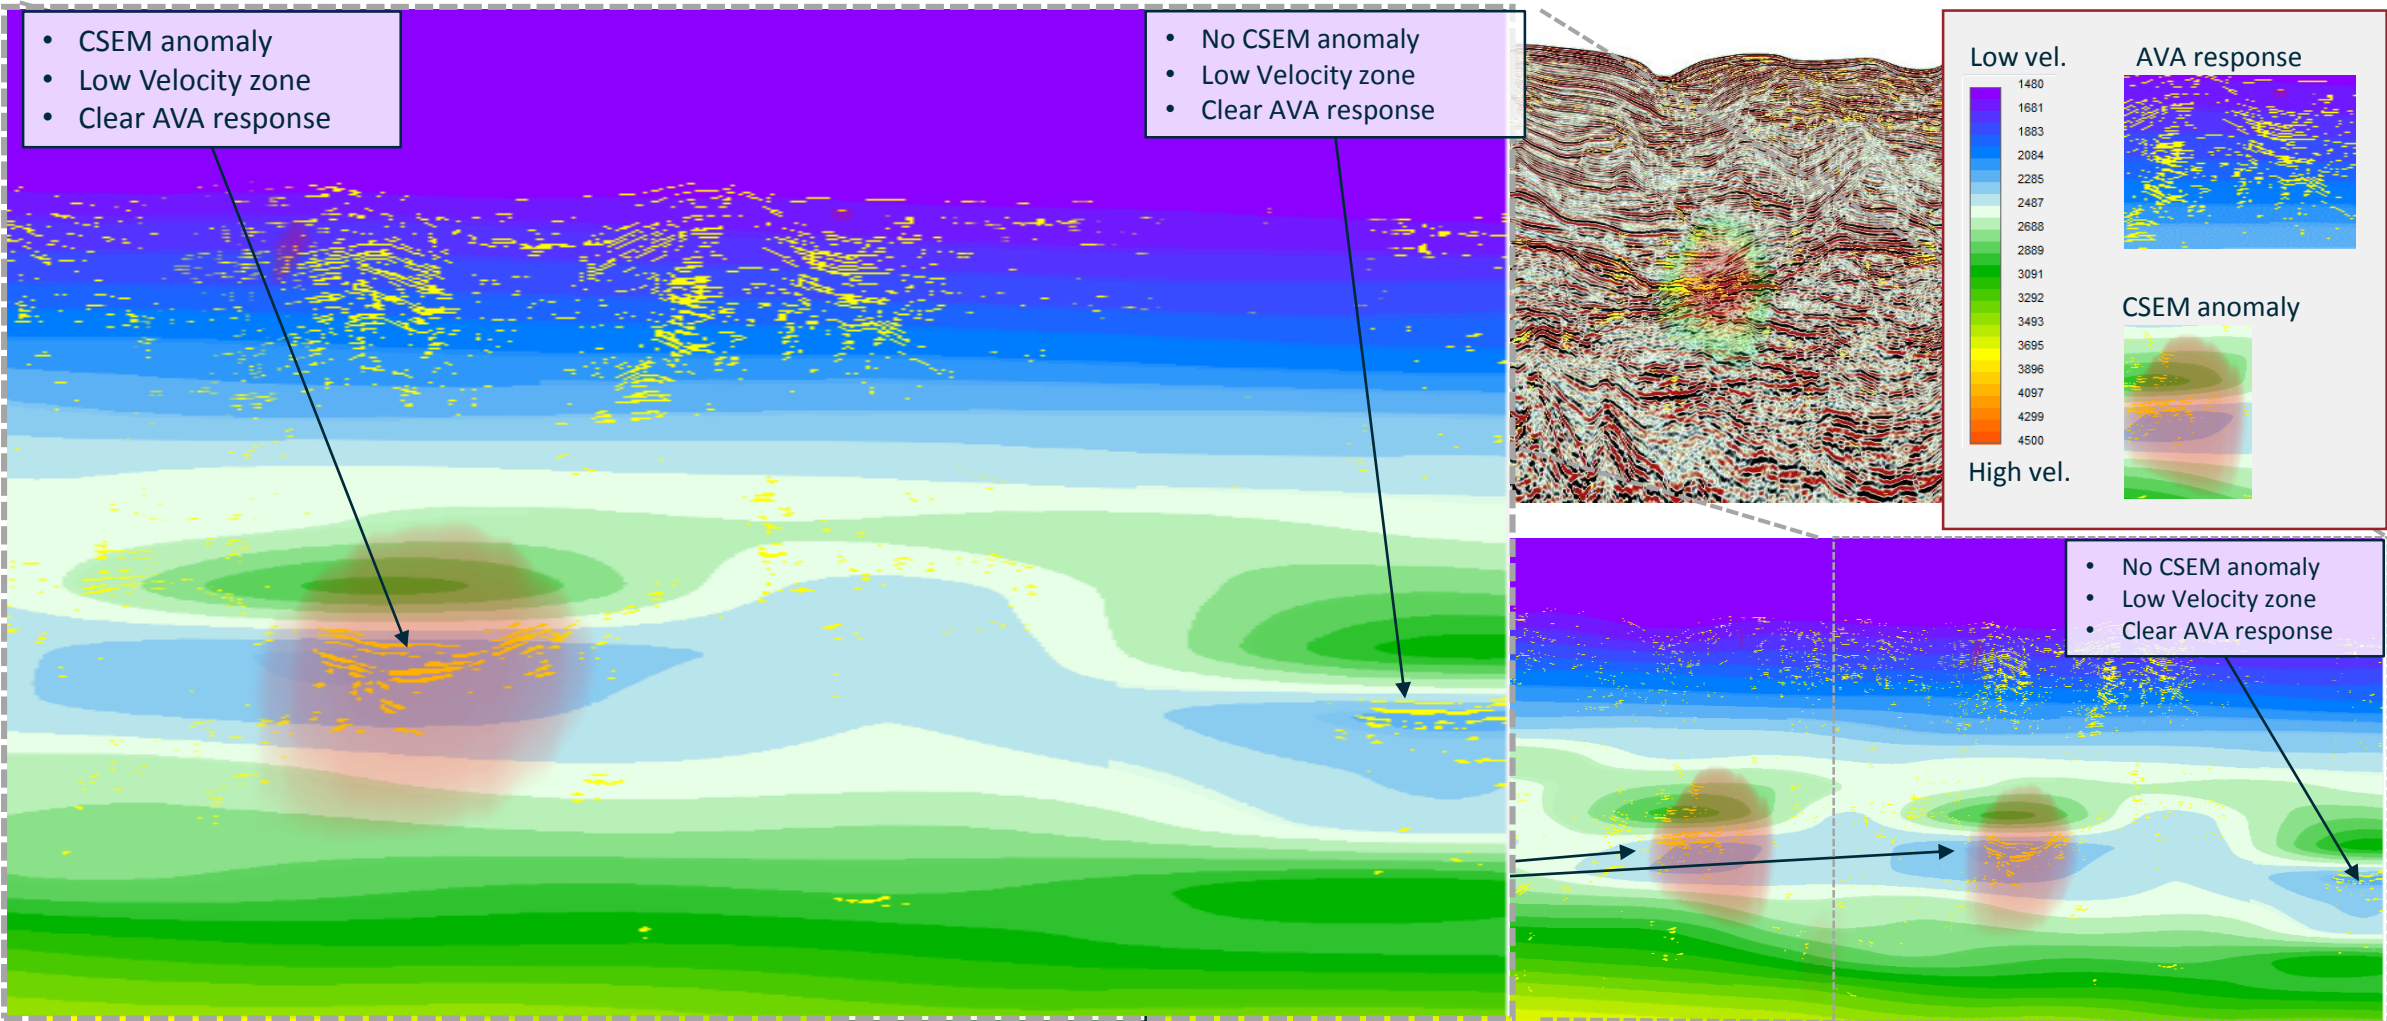 • CSEM anomaly
• Low Velocity zone
• Clear AVA response
• No CSEM anomaly
• Low Velocity zone
• Clear AVA response
Low vel.
1480
1681
1883
2084
2285
2487
2688
2889
3091
3292
3493
3695
3896
4097
4299
4500
High vel.
AVA response
CSEM anomaly
• No CSEM anomaly
• Low Velocity zone
• Clear AVA response